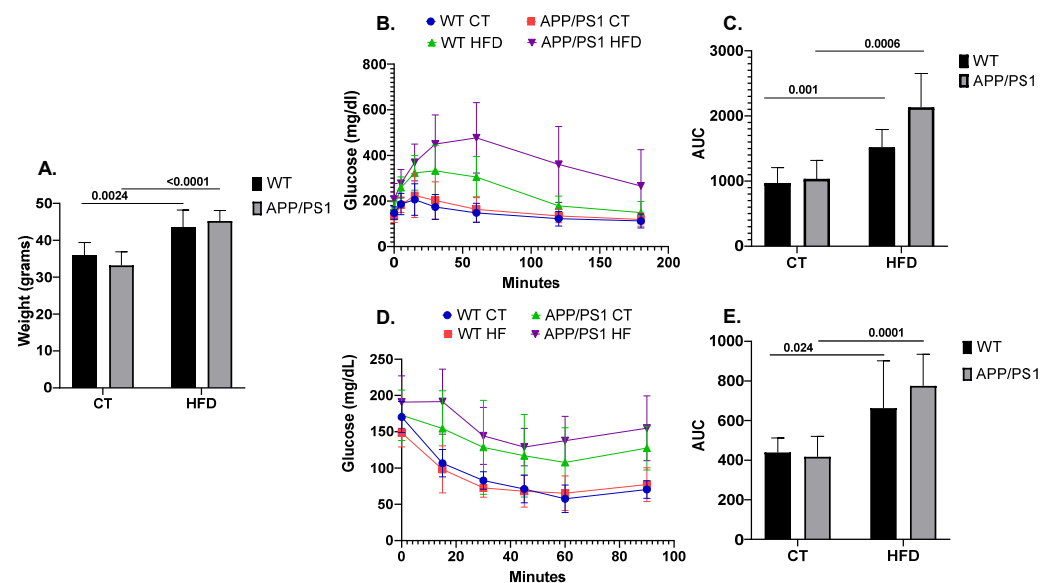 A.
<0.0001
0.0024
WT
APP/PS1
Weight (grams)
50
40
30
20
10
0
CT HFD
B.
WT CT APP/PS1 CT
WT HFD APP/PS1 HFD
Glucose (mg/dl)
800
600
400
200
0
0 50 100 150 200
Minutes
C.
0.0006
0.001
WT
APP/PS1
AUC
3000
2000
1000
0
CT HFD
D.
WT CT APP/PS1 CT
WT HF APP/PS1 HF
Glucose (mg/dL)
250
200
150
100
50
0
0 20 40 60 80 100
Minutes
E.
0.0001
0.024
WT
APP/PS1
AUC
1000
800
600
400
200
0
CT HFD